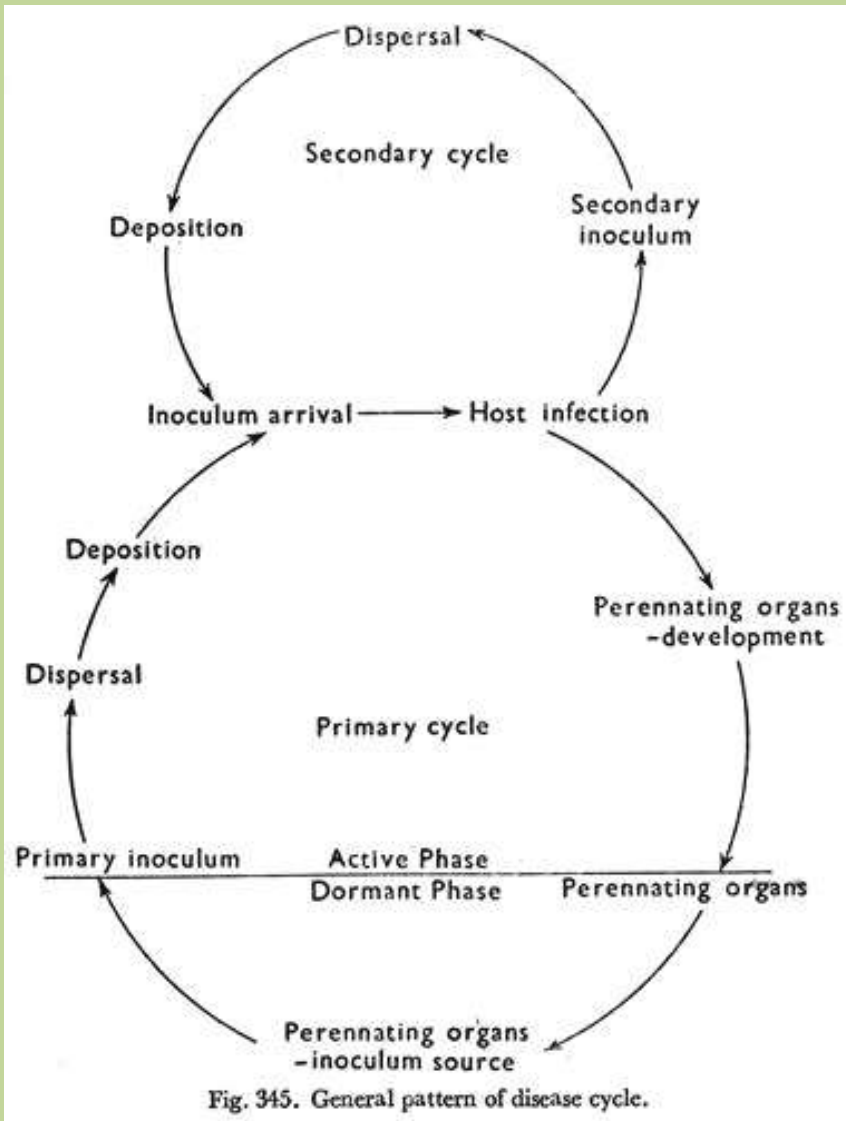 Dispersal
Secondary cycle
Secondary
inoculum
Deposition
Inoculum arrival
Host infection
Deposition
Perennating organs
-development
Dispersal
Primary cycle
Primary inoculum
Active Phase
Dormant Phase
Perennating organs
Perennating organs
-inoculum source
Fig. 345. General pattern of disease cycle.